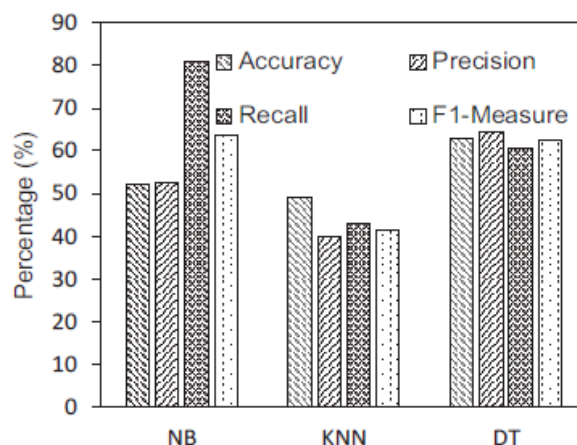 90
80
70
60
50
40
30
20
10
0
Percentage (%)
Accuracy Precision
Recall F1-Measure
NB KNN DT